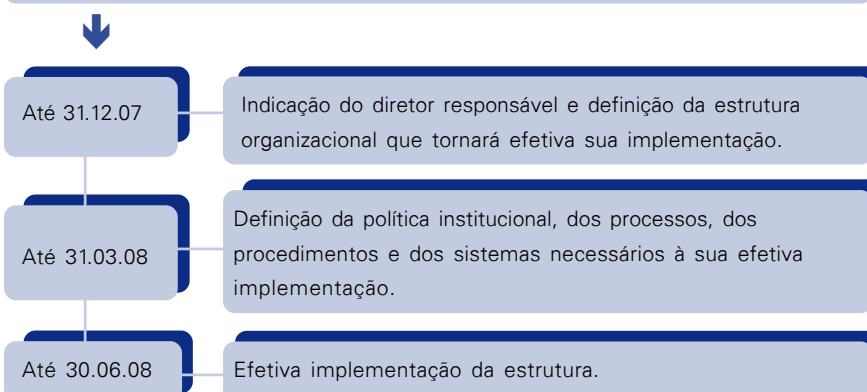 Até 31.12.07
Indicação do diretor responsável e definição da estrutura
organizacional que tornará efetiva sua implementação.
Até 31.03.08
Definição da política institucional, dos processos, dos
procedimentos e dos sistemas necessários à sua efetiva
implementação.
Até 30.06.08
Efetiva implementação da estrutura.